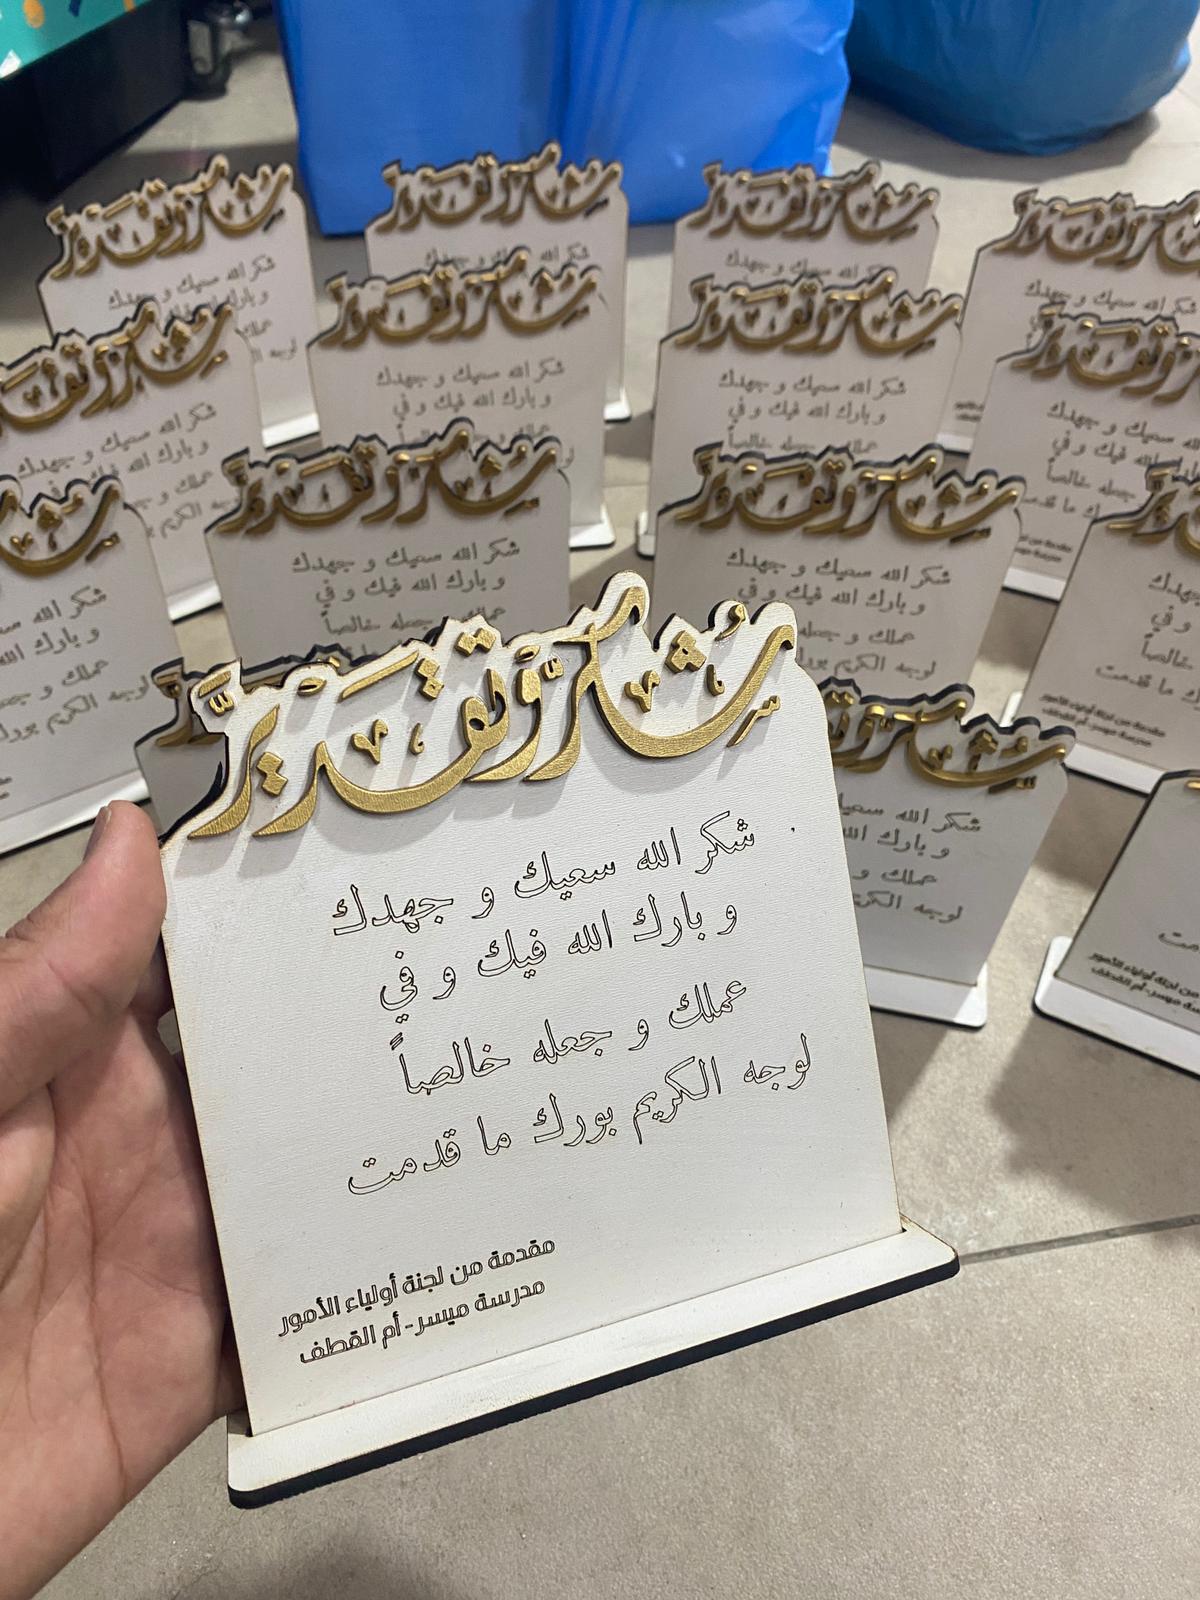 شكر وتقدير
شكر الله سعيك و جهدك
و بارك الله فيك و في
عملك و جعله خالصاً
لوجه الكريم بورك ما قدمت
مقدمة من لجنة أولياء الأمور
مدرسة ميسر - أم القطف